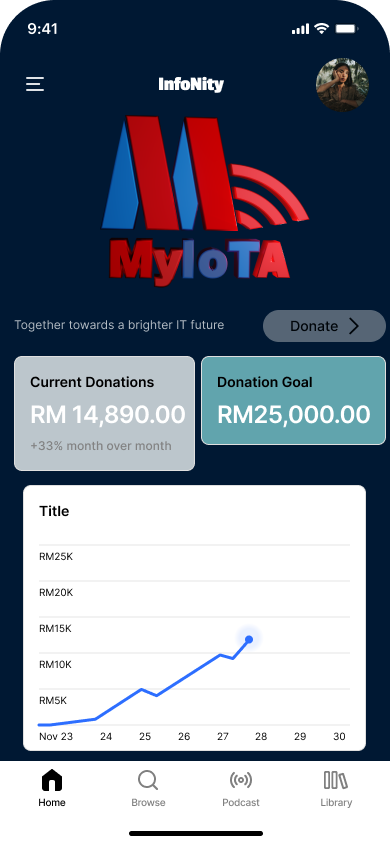 9:41
InfoNity
MyIoTA
Together towards a brighter IT future
Donate
Current Donations
RM 14,890.00
+33% month over month
Donation Goal
RM25,000.00
Title
RM25K
RM20K
RM15K
RM10K
RM5K
Nov 23 24 25 26 27 28 29 30
Home Browse Podcast Library